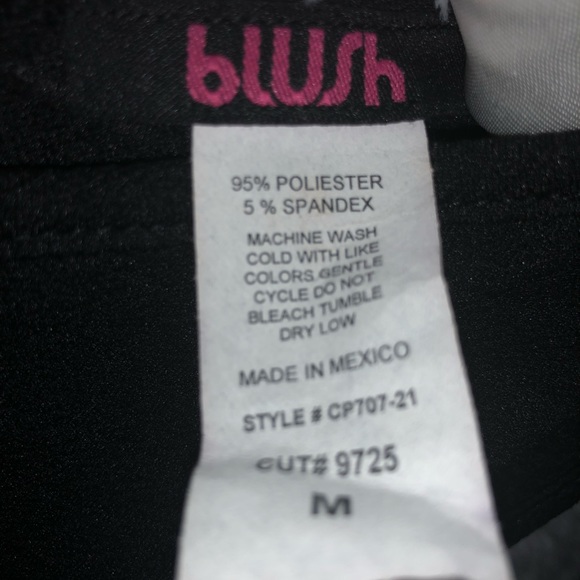 blush
95% POLIESTER
5 % SPANDEX
MACHINE WASH
COLD WITH LIKE
COLORS GENTLE
CYCLE DO NOT
BLEACH TUMBLE
DRY LOW
MADE IN MEXICO
STYLE # CP707-21
CUT# 9725
M